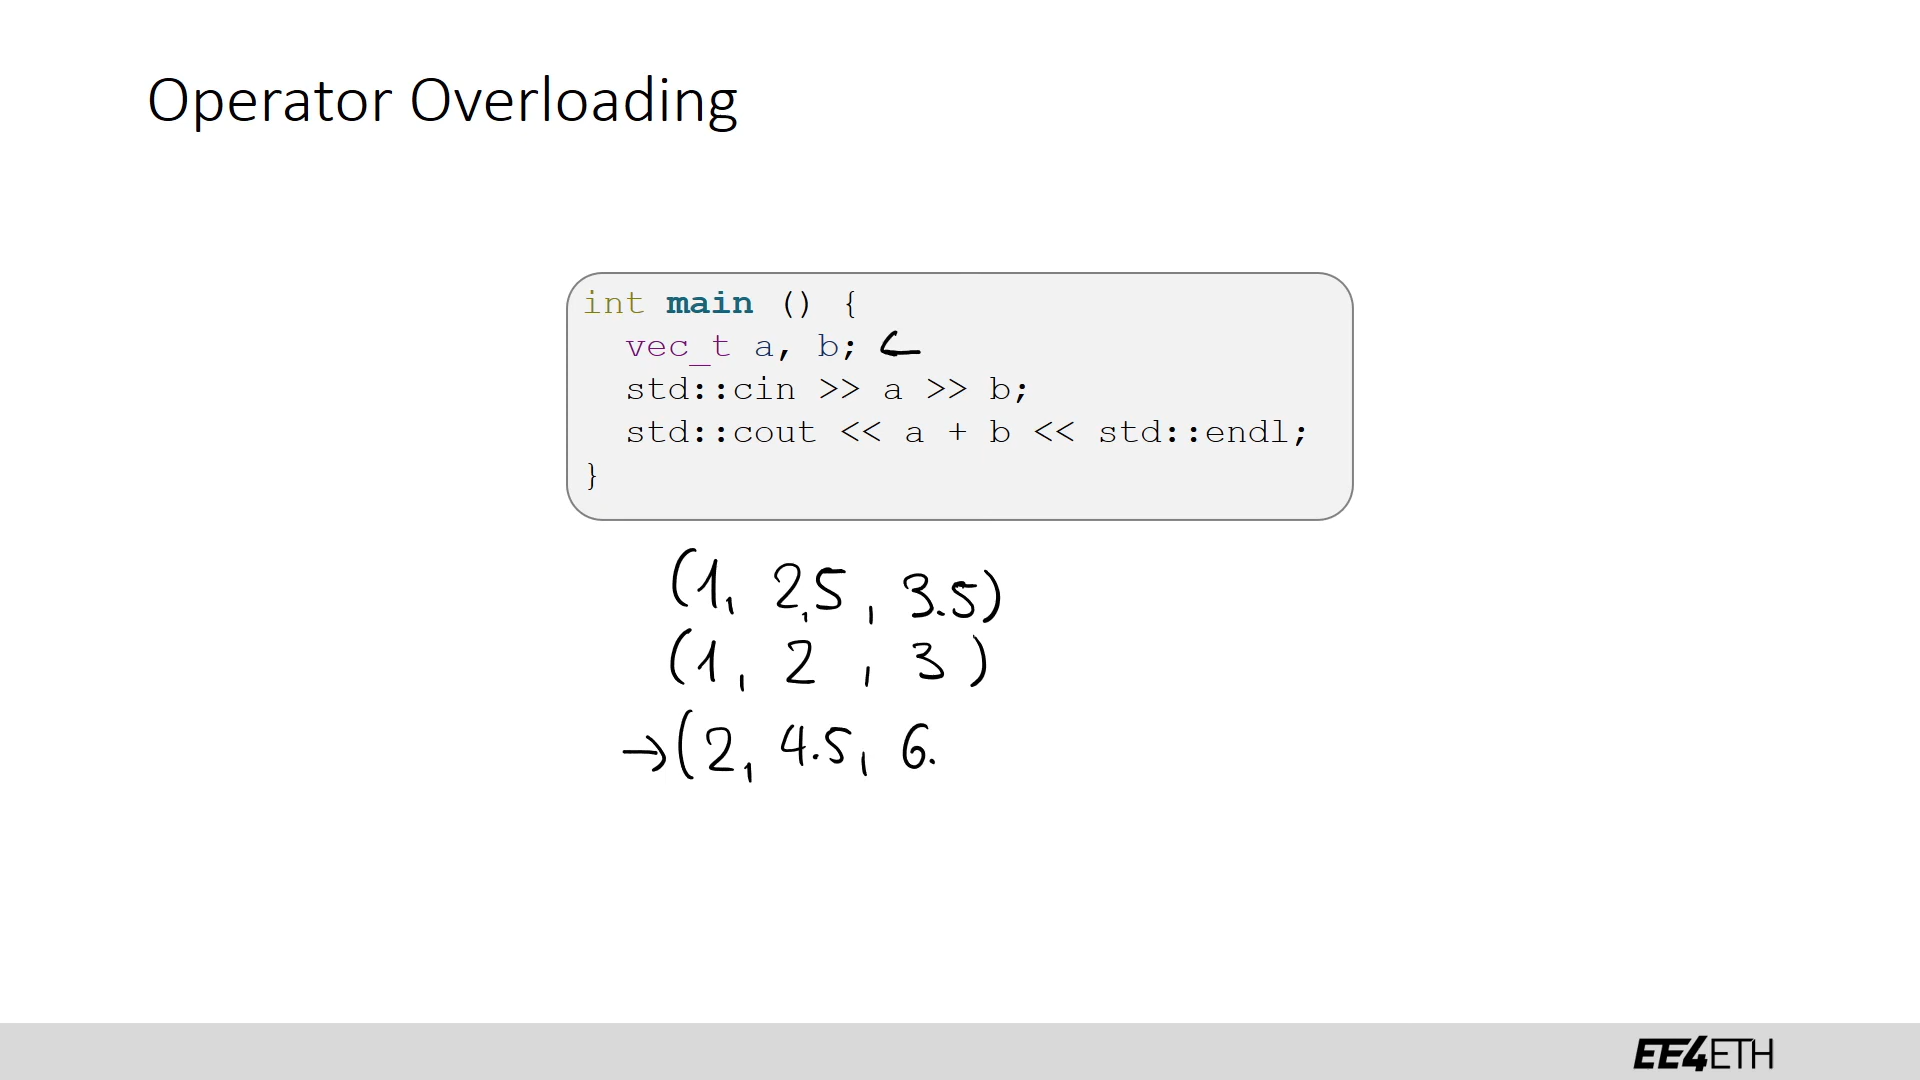 Operator Overloading
int main () {
vec_t a, b;
std::cin >> a >> b;
std::cout << a + b << std::endl;
}
(1, 2,5, 3.5)
(1, 2, 3)
→(2, 4.5, 6.
EE4ETH